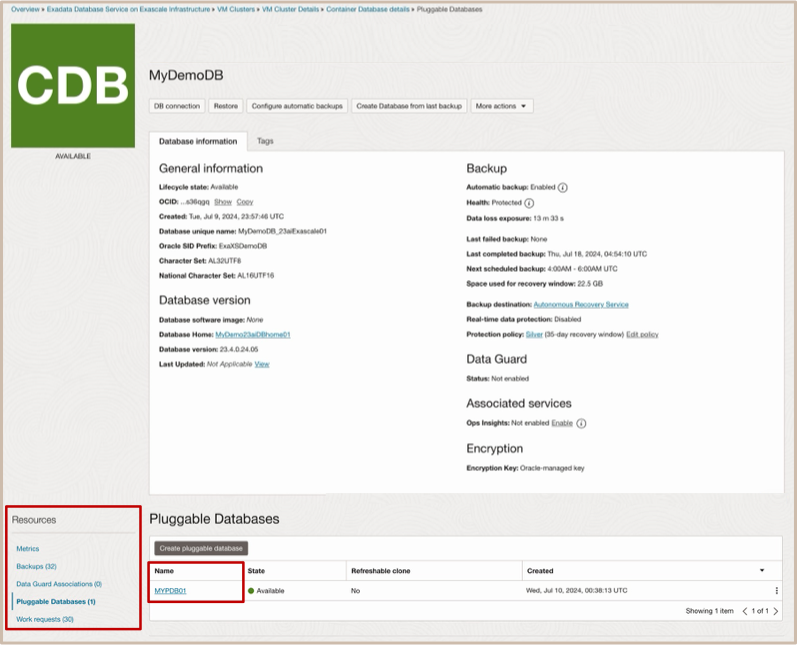 Overview » Exadata Database Service on Exascale Infrastructure » VM Clusters » VM Cluster Details » Container Database details » Pluggable Databases
CDB
AVAILABLE
MyDemoDB
DB connection Restore Configure automatic backups Create Database from last backup More actions
Database information Tags
General information
Lifecycle state: Available
OCID: ...s36qgq Show Copy
Created: Tue, Jul 9, 2024, 23:57:46 UTC
Database unique name: MyDemoDB_23aiExascale01
Oracle SID Prefix: ExaXSDemoDB
Character Set: AL32UTF8
National Character Set: AL16UTF16
Database version
Database software image: None
Database Home: MyDemo23aiDBhome01
Database version: 23.4.0.24.05
Last Updated: Not Applicable View
Backup
Automatic backup: Enabled
Health: Protected
Data loss exposure: 13 m 33 s
Last failed backup: None
Last completed backup: Thu, Jul 18, 2024, 04:54:10 UTC
Next scheduled backup: 4:00AM - 6:00AM UTC
Space used for recovery window: 22.5 GB
Backup destination: Autonomous Recovery Service
Real-time data protection: Disabled
Protection policy: Silver (35-day recovery window) Edit policy
Data Guard
Status: Not enabled
Associated services
Ops Insights: Not enabled Enable
Encryption
Encryption Key: Oracle-managed key
Resources
Metrics
Backups (32)
Data Guard Associations (0)
Pluggable Databases (1)
Work requests (30)
Pluggable Databases
Create pluggable database
Name State Refreshable clone Created
MYPDB01 Available No Wed, Jul 10, 2024, 00:38:13 UTC
Showing 1 item < 1 of 1 >